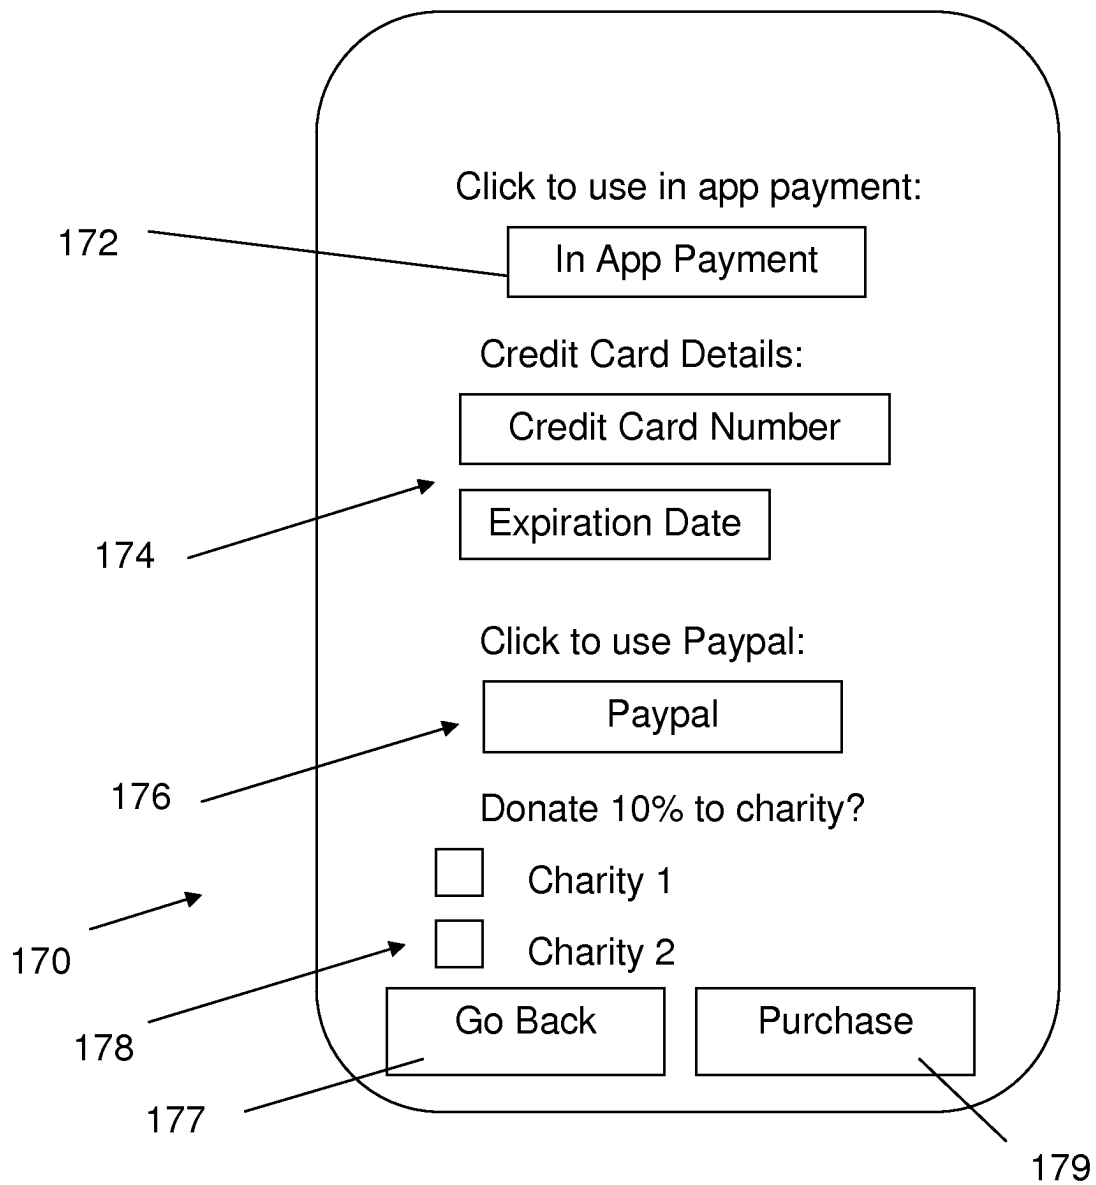 Click to use in app payment:
172
In App Payment
Credit Card Details:
Credit Card Number
Expiration Date
174
Click to use Paypal:
Paypal
176
Donate 10% to charity?
Charity 1
170
Charity 2
178
Go Back
Purchase
177
179